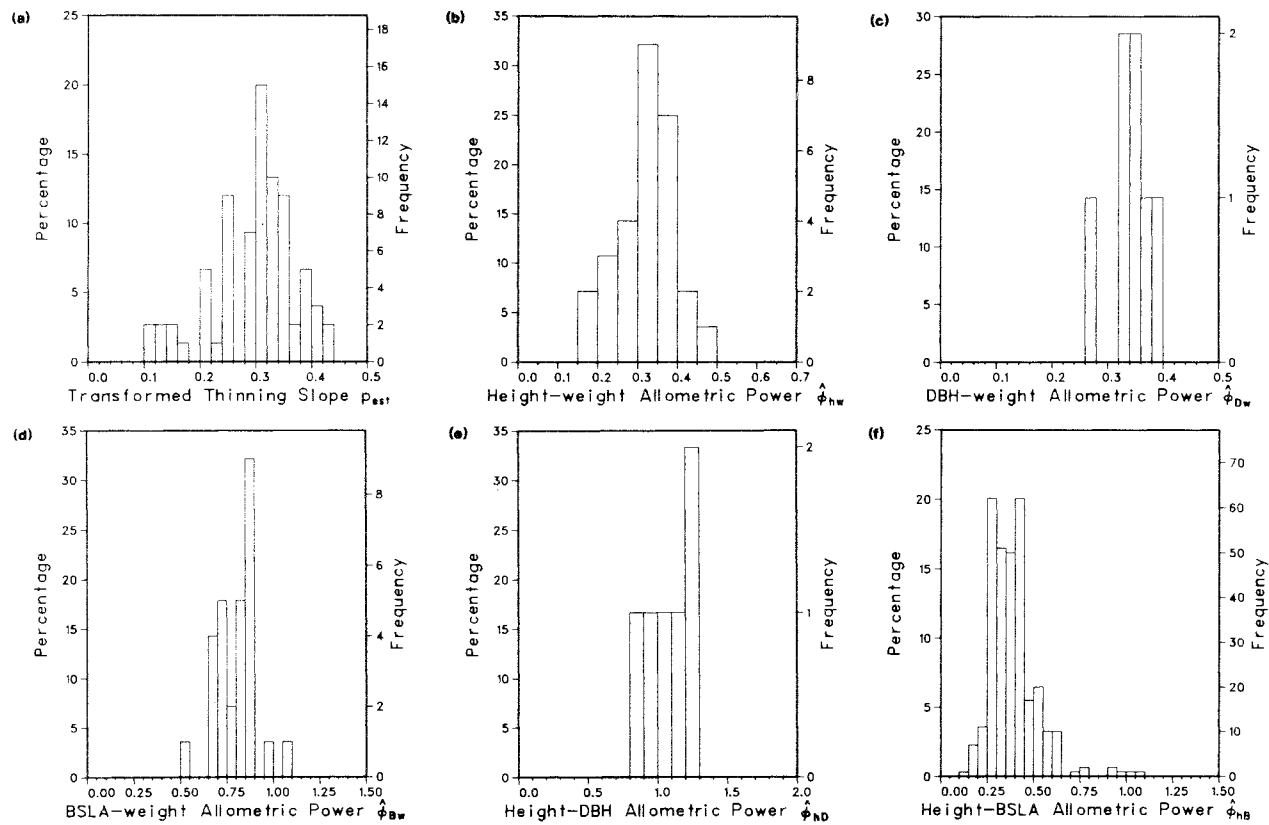 (a)
25
20
15
10
5
0
Percentage
18
16
14
12
10
8
6
4
2
0
Frequency
0.0 0.1 0.2 0.3 0.4 0.5
Transformed Thinning Slope p_est
(b)
35
30
25
20
15
10
5
0
Percentage
8
6
4
2
0
Frequency
0.0 0.1 0.2 0.3 0.4 0.5 0.6 0.7
Height-weight Allometric Power φ̂_hw
(c)
30
25
20
15
10
5
0
Percentage
2
1
0
Frequency
0.0 0.1 0.2 0.3 0.4 0.5
DBH-weight Allometric Power φ̂_Dw
(d)
35
30
25
20
15
10
5
0
Percentage
8
6
4
2
0
Frequency
0.00 0.25 0.50 0.75 1.00 1.25 1.50
BSLA-weight Allometric Power φ̂_Bw
(e)
35
30
25
20
15
10
5
0
Percentage
2
1
0
Frequency
0.0 0.5 1.0 1.5 2.0
Height-DBH Allometric Power φ̂_hD
(f)
25
20
15
10
5
0
Percentage
70
60
50
40
30
20
10
0
Frequency
0.0 0.25 0.50 0.75 1.00 1.25 1.50
Height-BSLA Allometric Power φ̂_hB